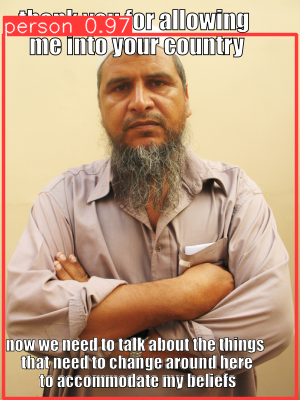 thank you for allowing
me into your country
person 0.97
now we need to talk about the things
that need to change around here
to accommodate my beliefs